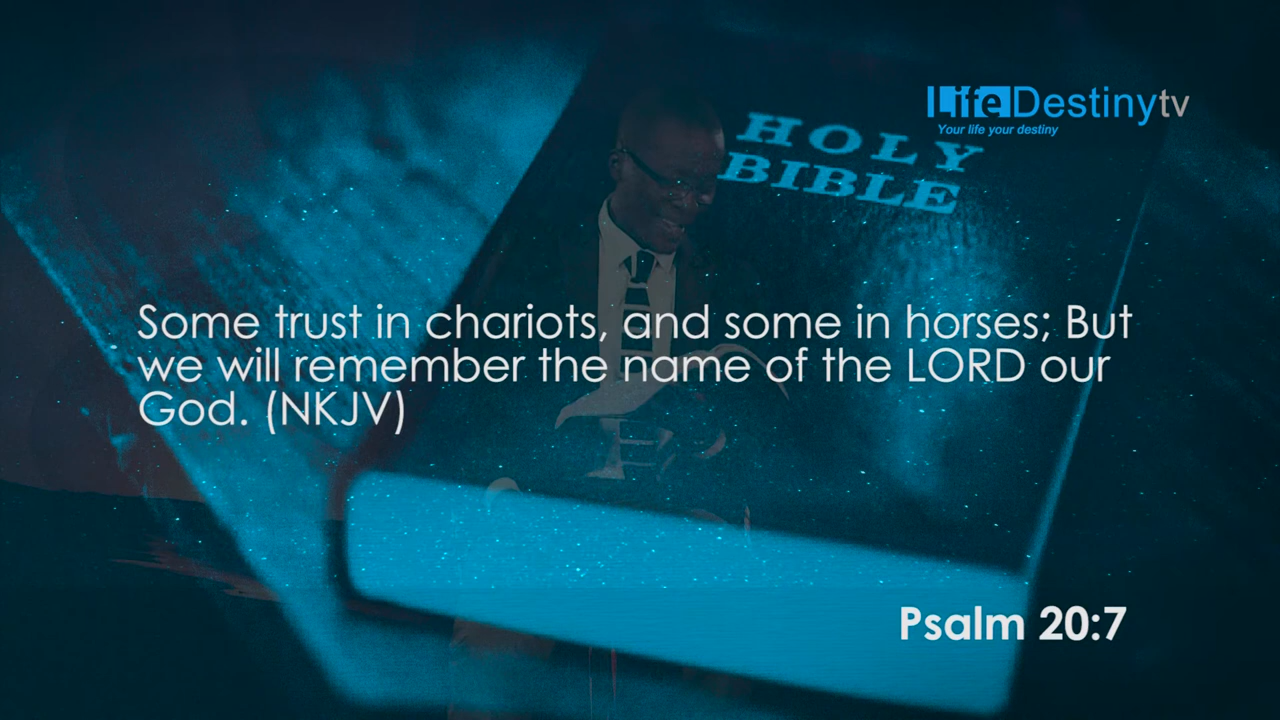 LifeDestinytv
Your life your destiny
HOLY
BIBLE
Some trust in chariots, and some in horses; But
we will remember the name of the LORD our
God. (NKJV)
Psalm 20:7